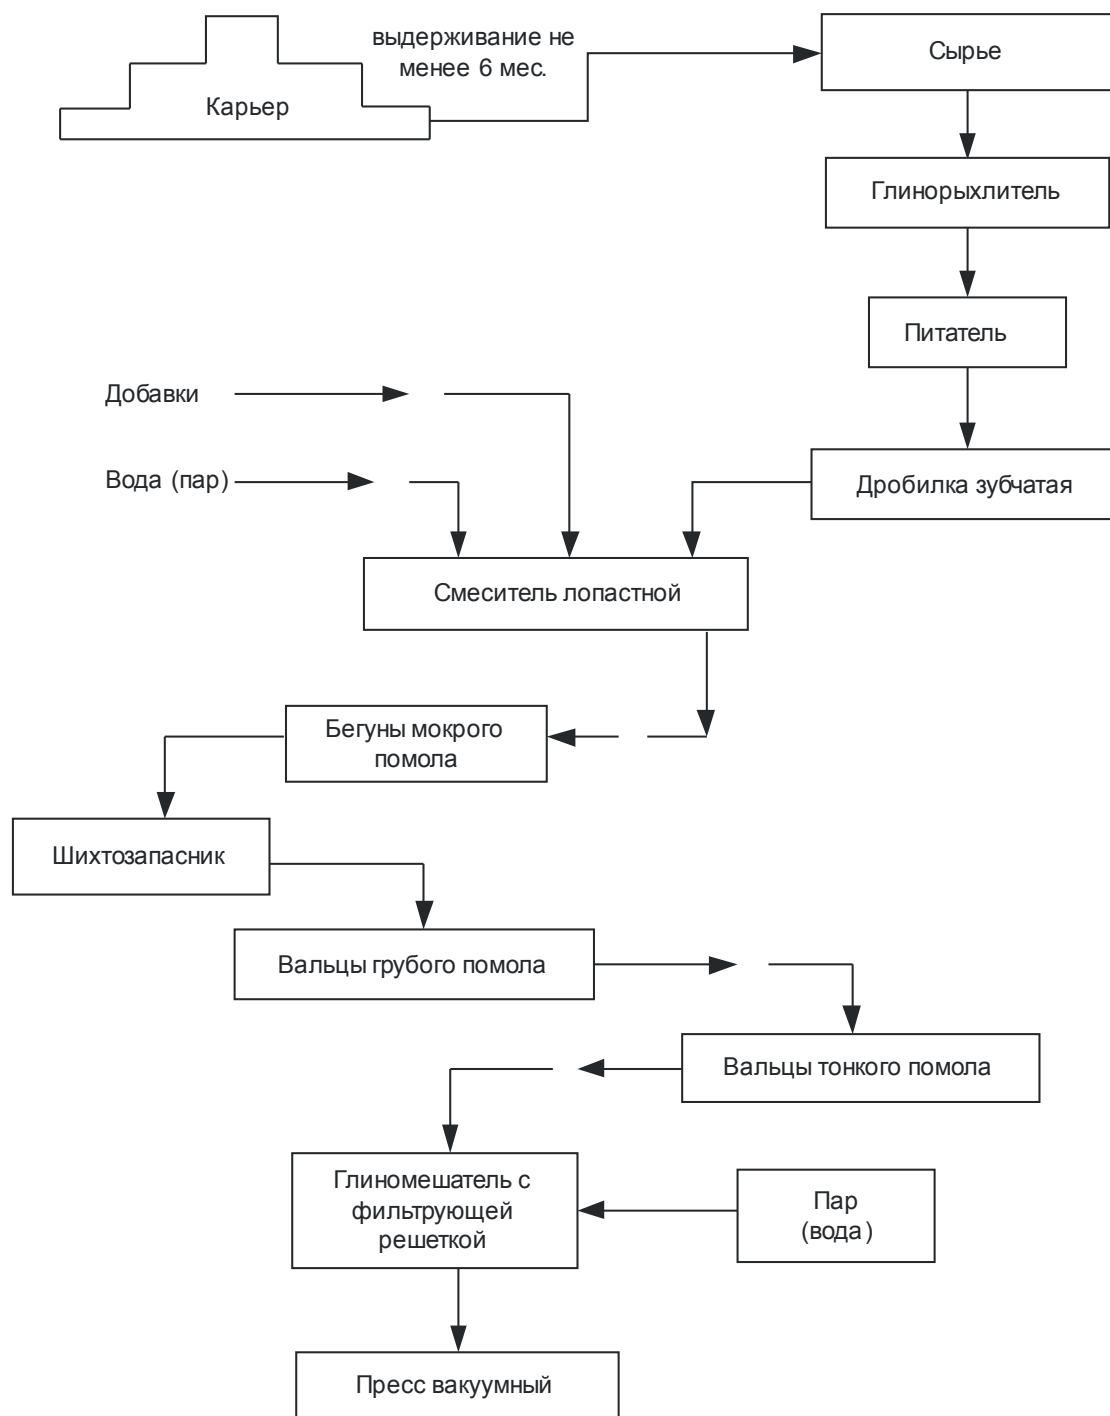 выдерживание не
менее 6 мес.
Сырье
Карьер
Глинорыхлитель
Питатель
Добавки
Вода (пар)
Дробилка зубчатая
Смеситель лопастной
Бегуны мокрого
помола
Шихтозапасник
Вальцы грубого помола
Вальцы тонкого помола
Глиномешатель с
фильтрующей
решеткой
Пар
(вода)
Пресс вакуумный